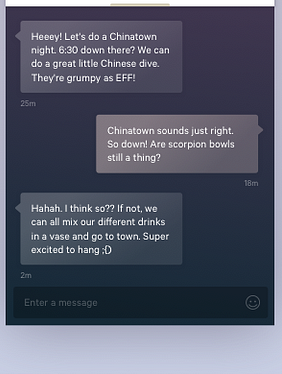 Heeey! Let's do a Chinatown
night. 6:30 down there? We can
do a great little Chinese dive.
They're grumpy as EFF!
25m
Chinatown sounds just right.
So down! Are scorpion bowls
still a thing?
18m
Hahah. I think so?? If not, we
can all mix our different drinks
in a vase and go to town. Super
excited to hang ;{)
2m
Enter a message